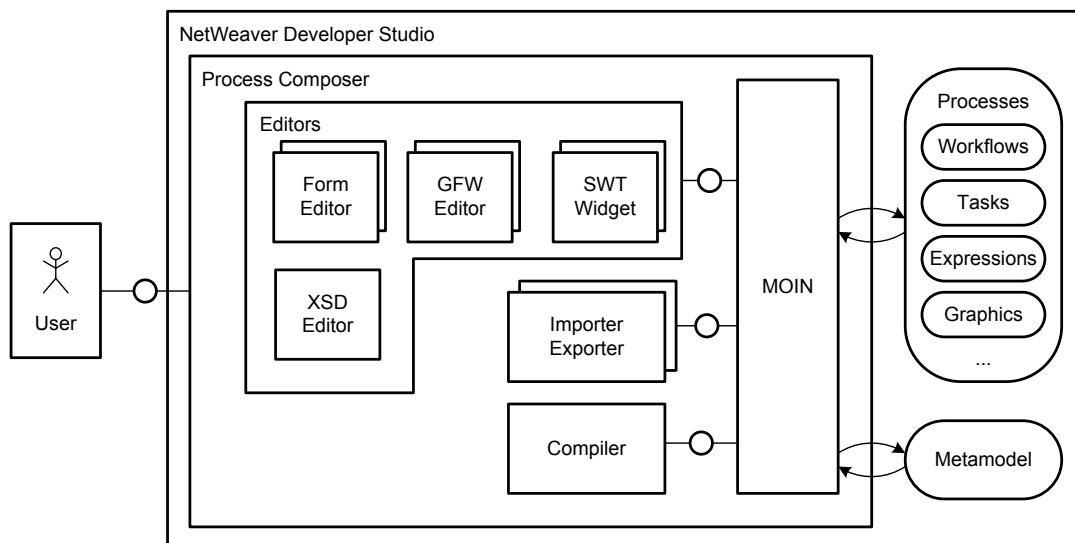 NetWeaver Developer Studio
Process Composer
Editors
Form
Editor
GFW
Editor
SWT
Widget
XSD
Editor
User
Importer
Exporter
Compiler
MOIN
Processes
Workflows
Tasks
Expressions
Graphics
...
Metamodel